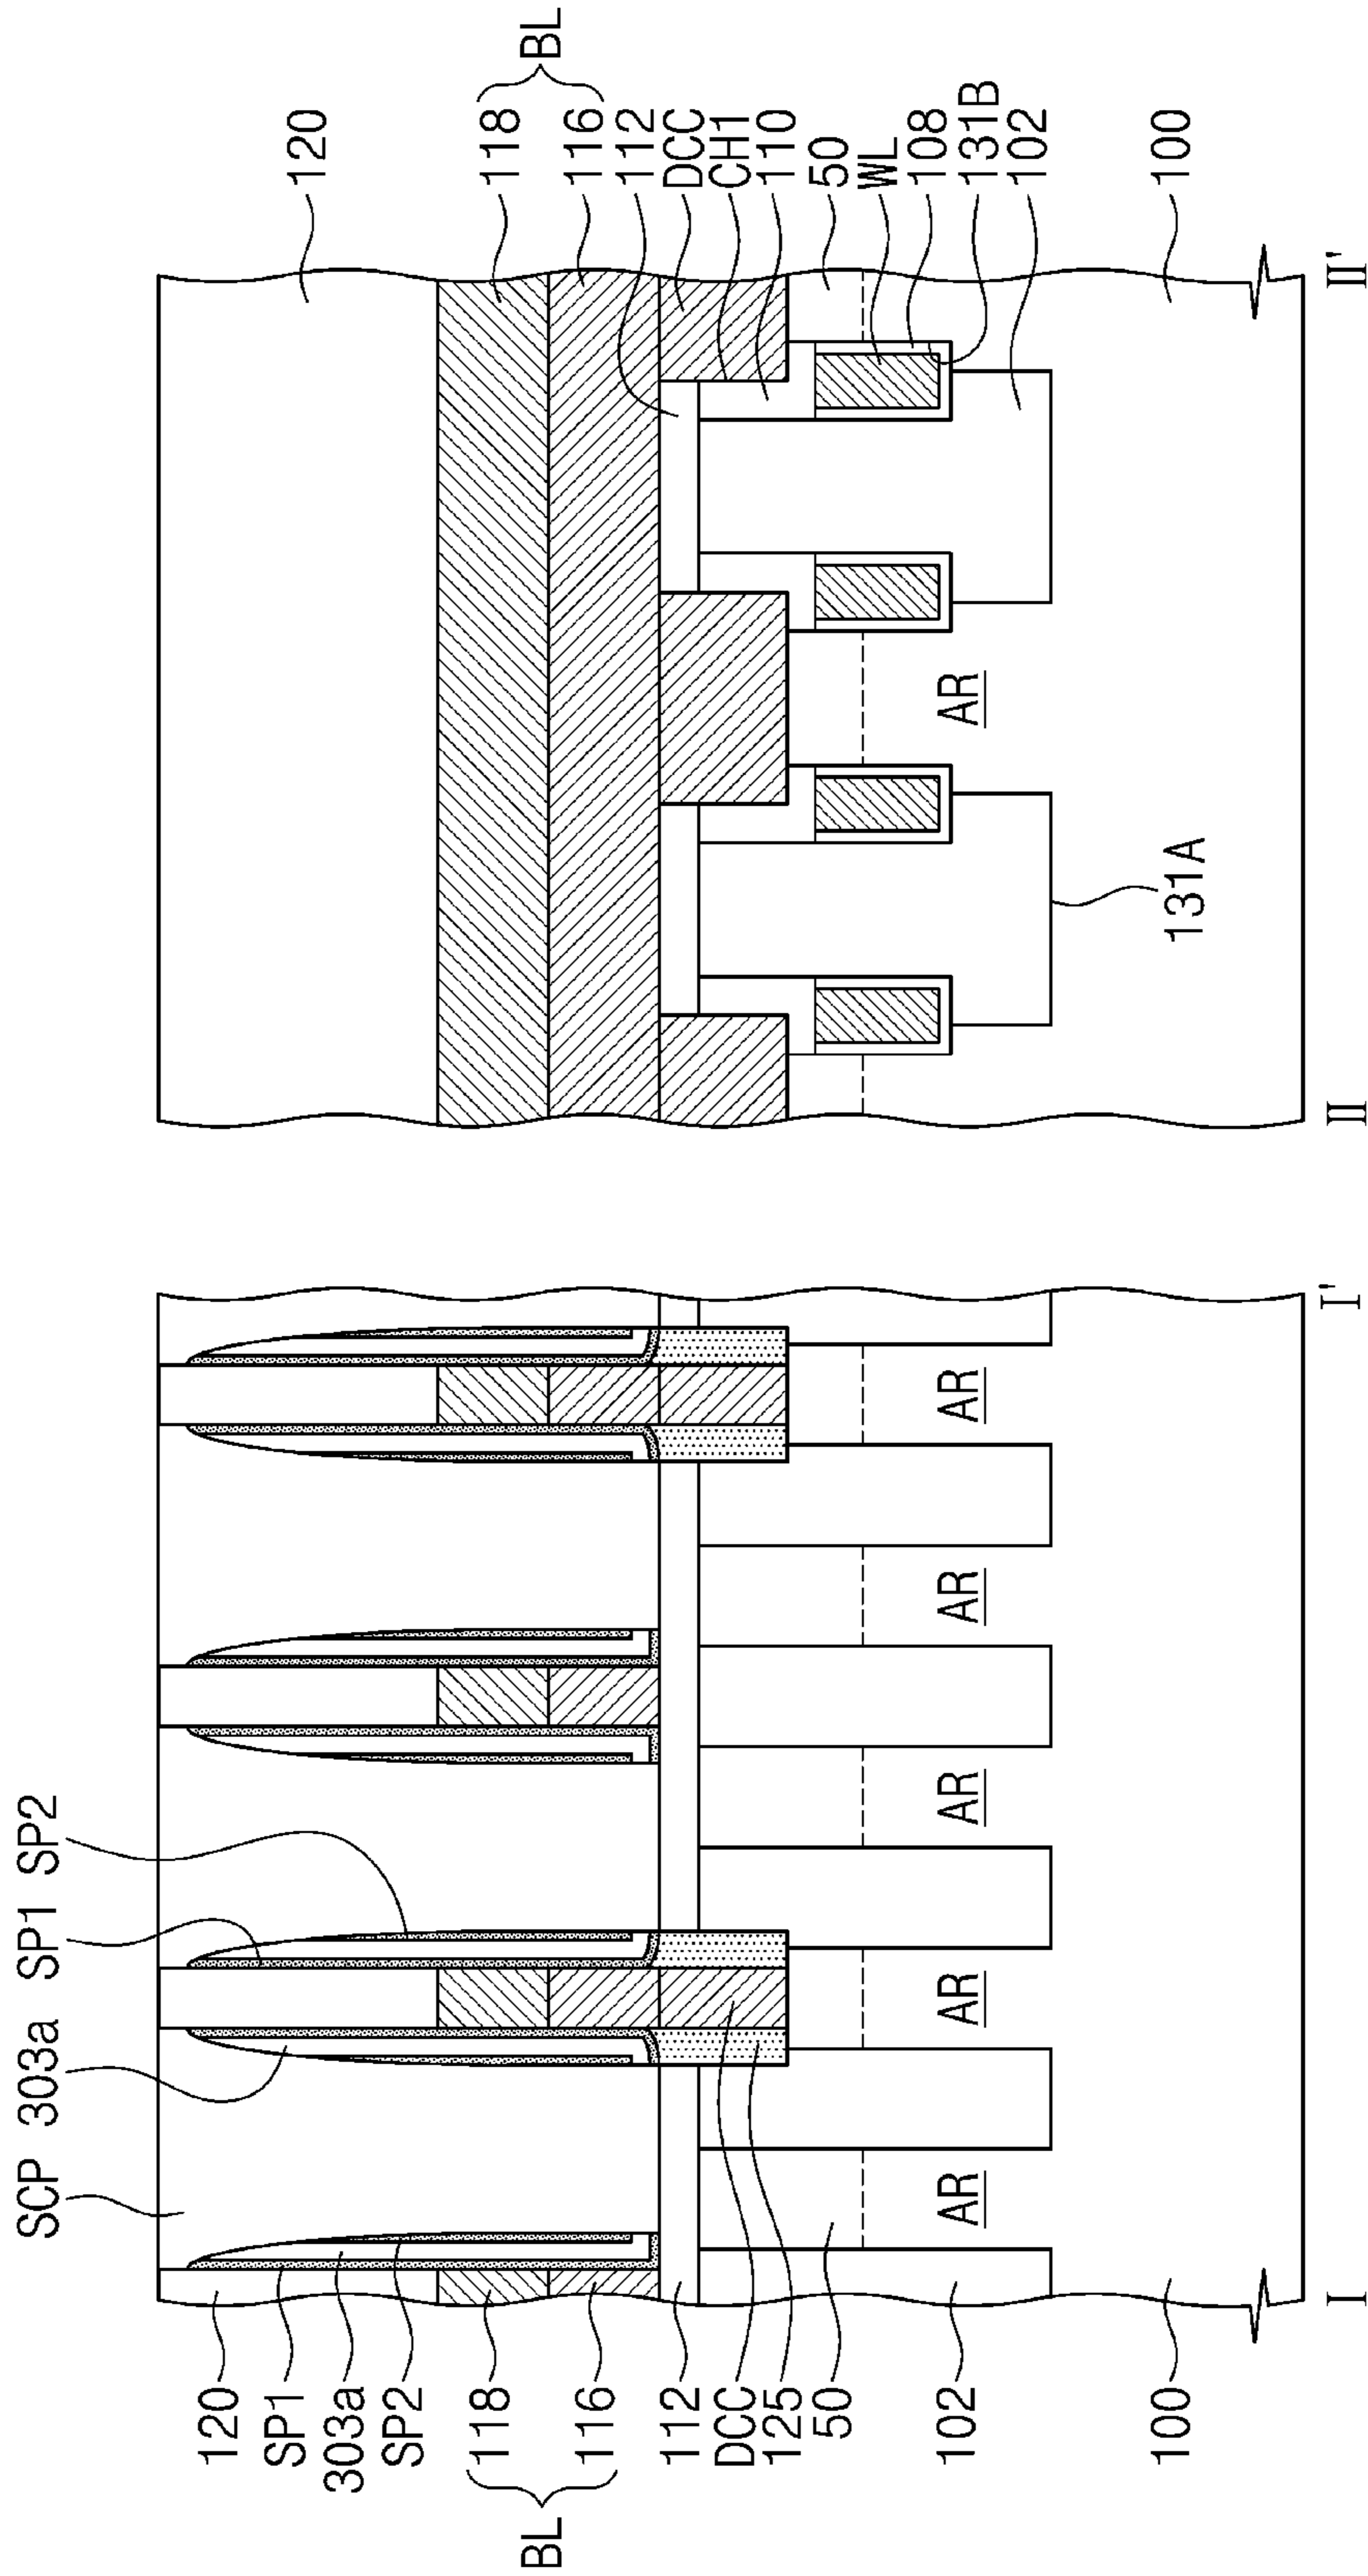 SCP 303a SP1 SP2
120
SP1
303a
SP2
118
116
BL
112
DCC
125
50
102
100
AR
AR
AR
AR
AR
I
I'
120
118
116
BL
112
DCC
CH1
110
50
WL
108
131B
102
100
AR
131A
II
II'